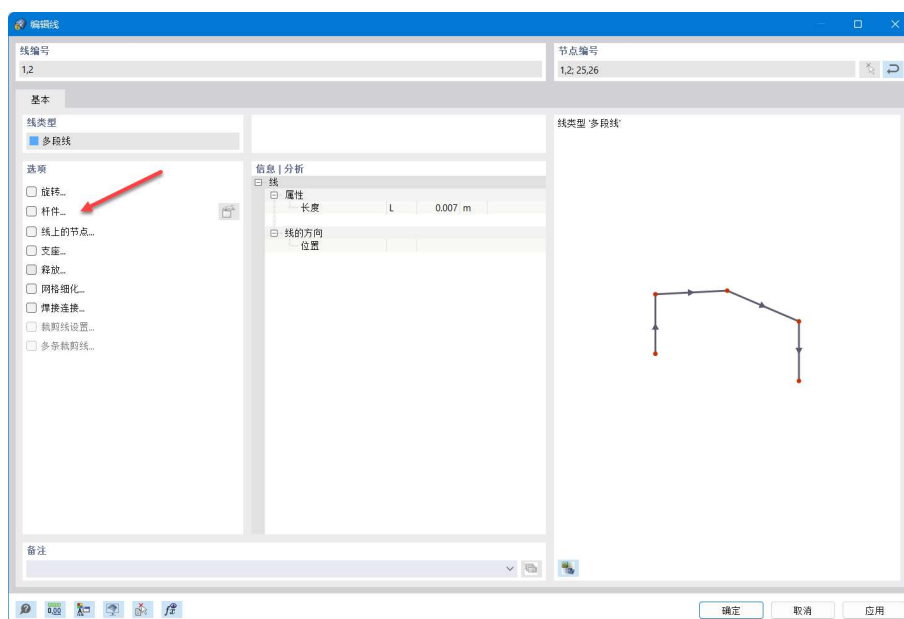 编辑线
线编号
1,2
节点编号
1,2; 25,26
基本
线类型
多段线
线类型 '多段线'
选项
旋转...
杆件...
线上的节点...
支座...
释放...
网格细化...
焊接连接...
裁剪线设置...
多条裁剪线...
信息 | 分析
线
属性
长度 L 0.007 m
线的方向
位置
备注
确定
取消
应用